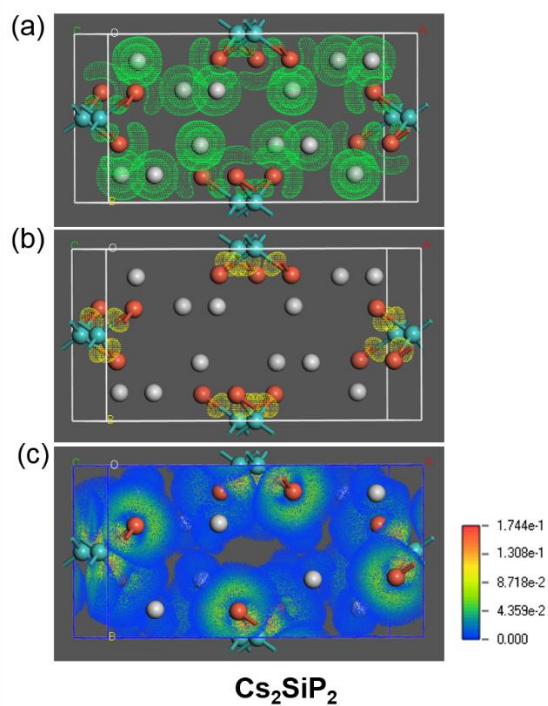 (a)
C
O
A
B
(b)
C
O
A
B
(c)
C
O
A
B
1.744e-1
1.308e-1
8.718e-2
4.359e-2
0.000
Cs₂SiP₂